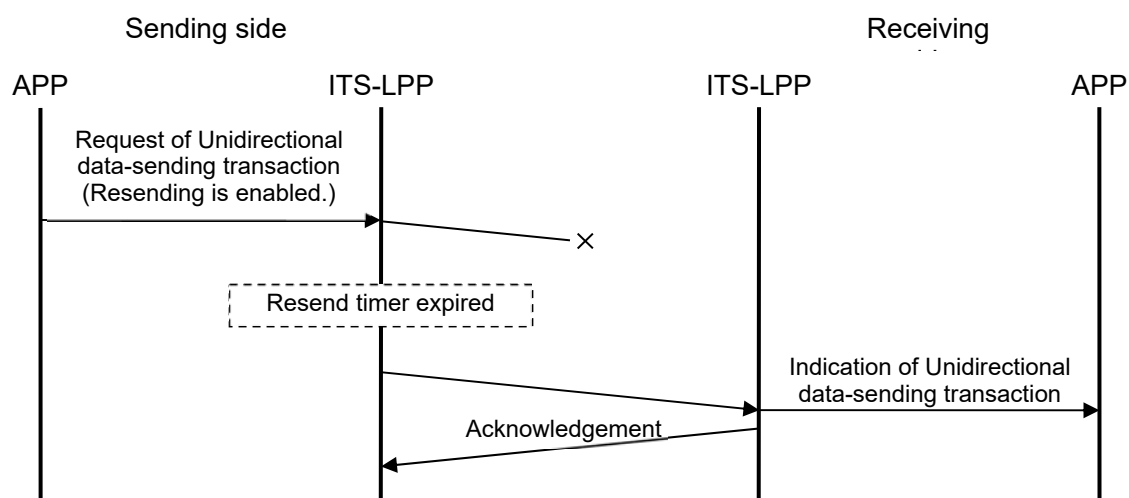 Sending side
Receiving
APP
ITS-LPP
ITS-LPP
APP
Request of Unidirectional
data-sending transaction
(Resending is enabled.)
Resend timer expired
Indication of Unidirectional
data-sending transaction
Acknowledgement